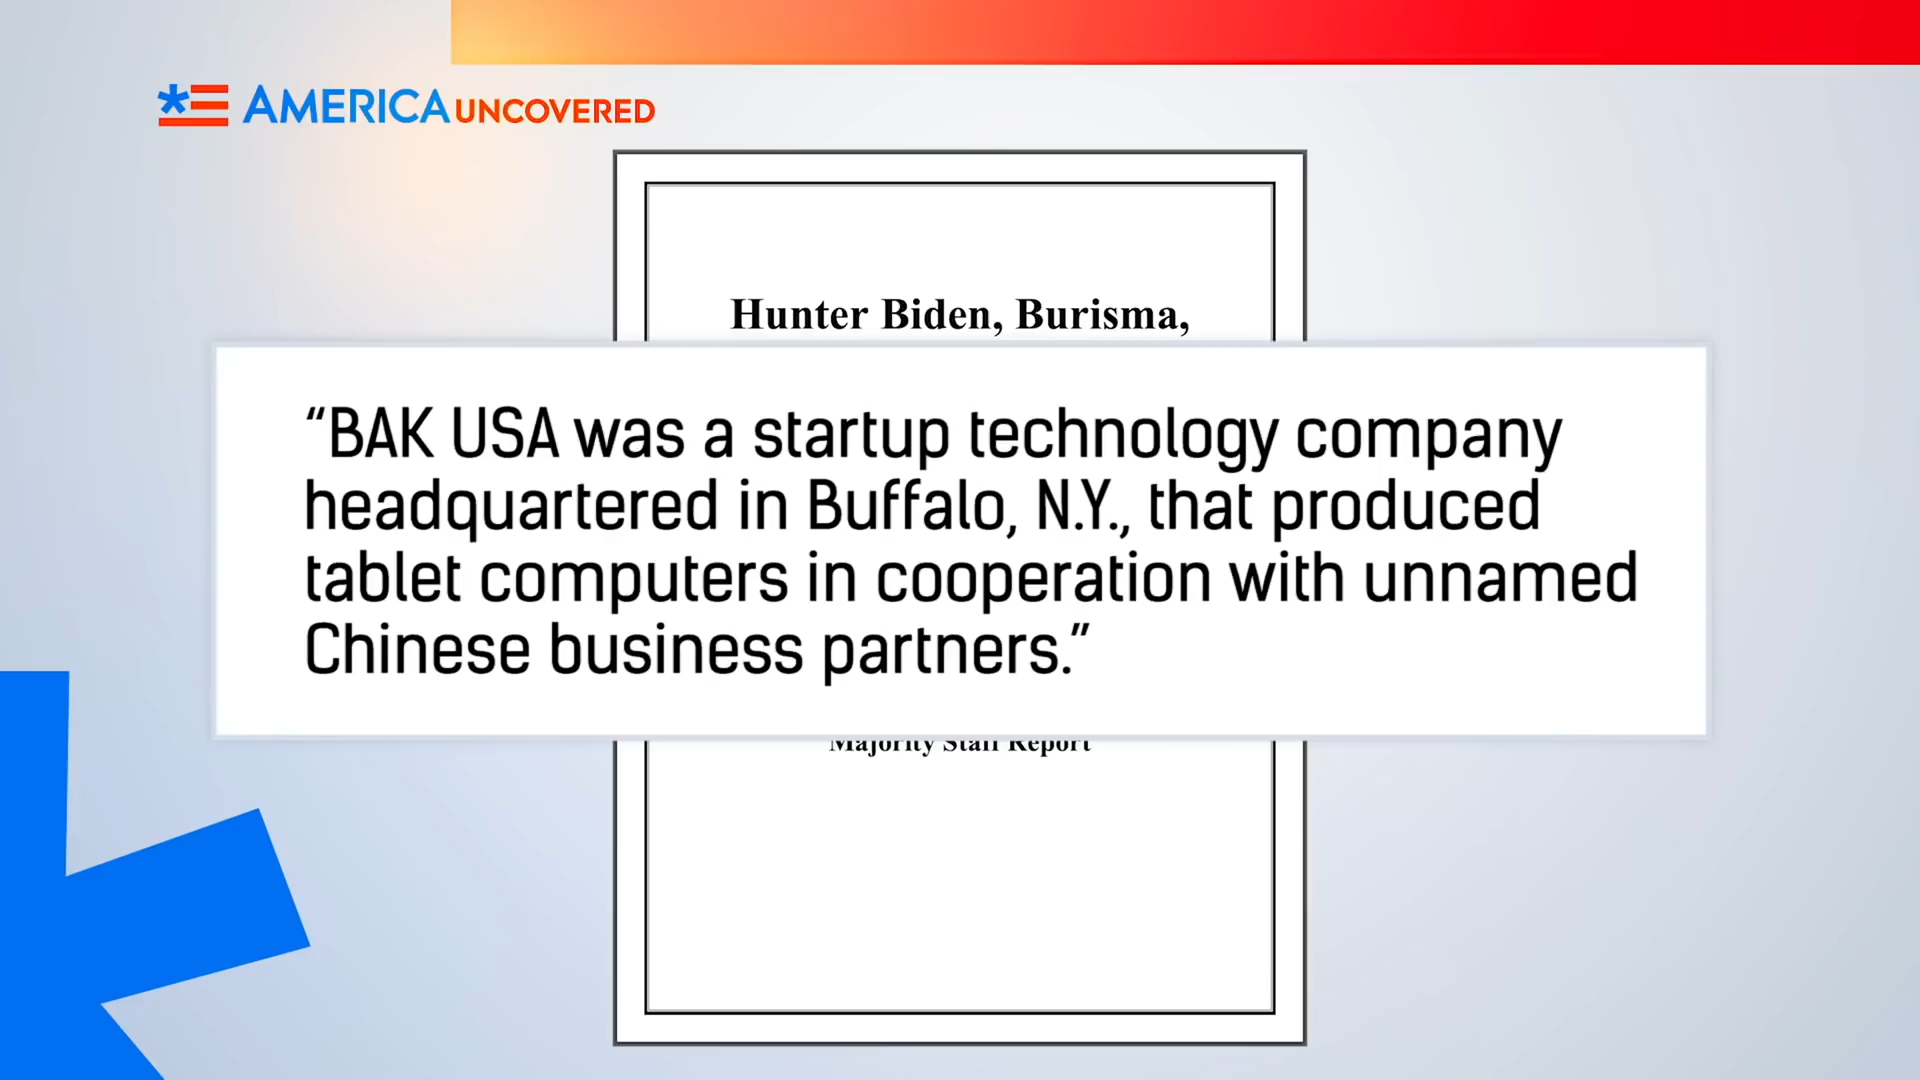 AMERICA UNCOVERED
Hunter Biden, Burisma,
“BAK USA was a startup technology company
headquartered in Buffalo, N.Y., that produced
tablet computers in cooperation with unnamed
Chinese business partners.”
Majority Staff Report